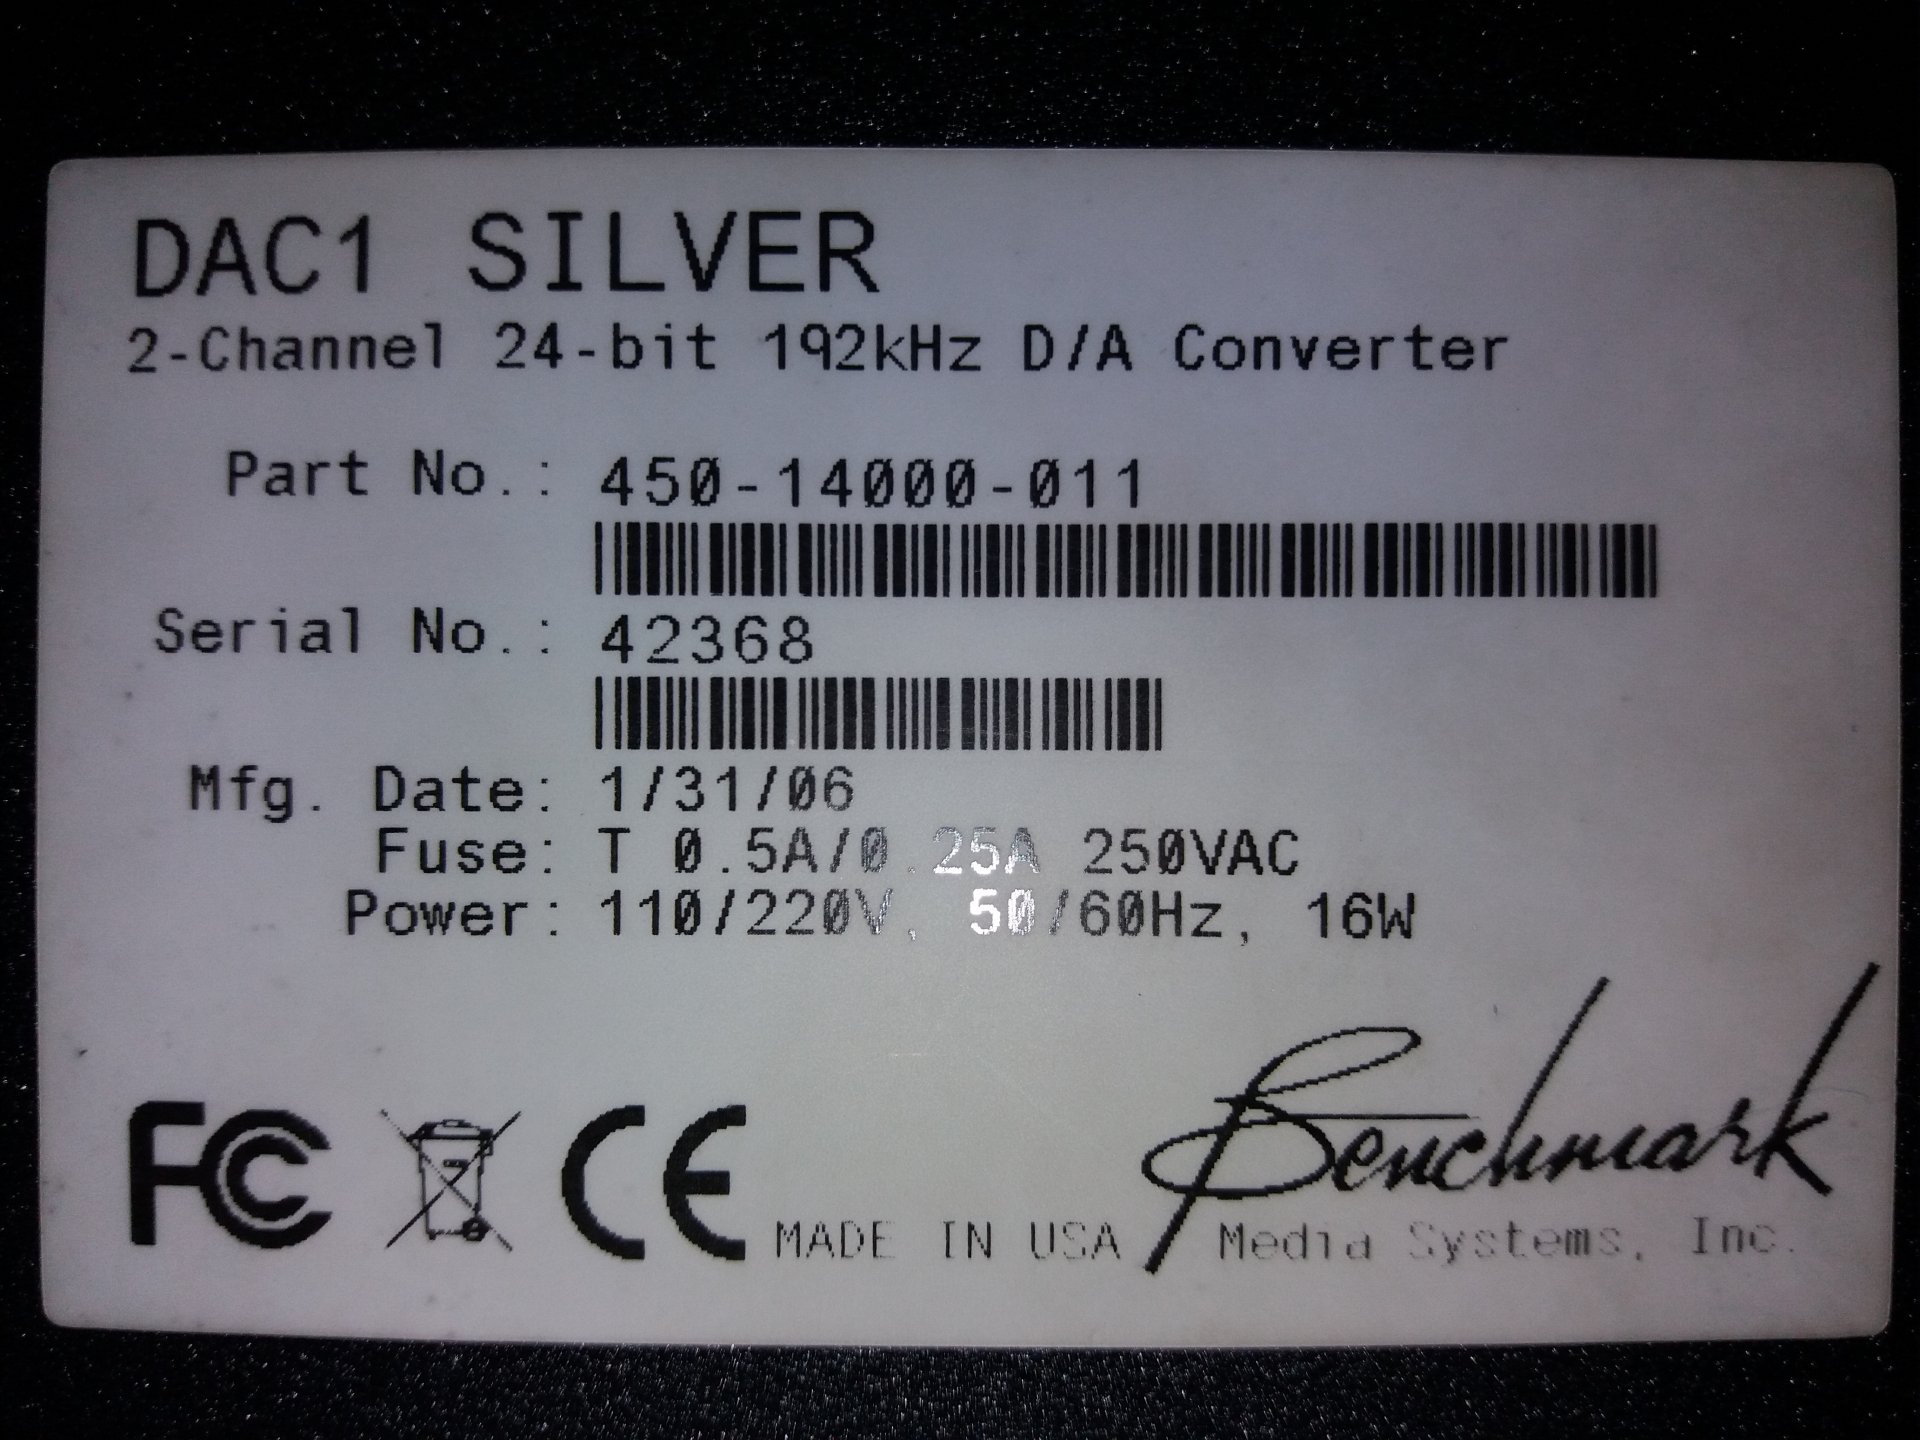 DAC1 SILVER
2-Channel 24-bit 192kHz D/A Converter
Part No.: 450-14000-011
Serial No.: 42368
Mfg. Date: 1/31/06
Fuse: T 0.5A/0.25A 250VAC
Power: 110/220V, 50/60Hz, 16W
FC CE MADE IN USA
Benchmark
Media Systems, Inc.